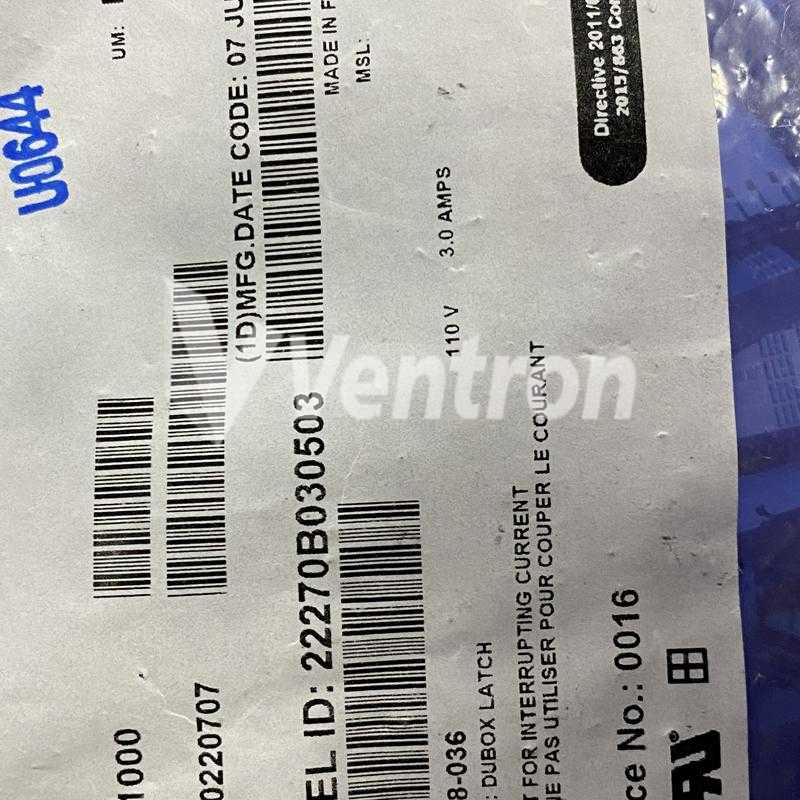 U0644
UM:
1000
0220707
(1D)MFG.DATE CODE: 07 JU
MADE IN F
MSL:
EL ID: 22270B030503
110 V 3.0 AMPS
8-036
: DUBOX LATCH
T FOR INTERRUPTING CURRENT
NE PAS UTILISER POUR COUPER LE COURANT
ce No.: 0016
Directive 2011/
2015/863 Co
Ventron